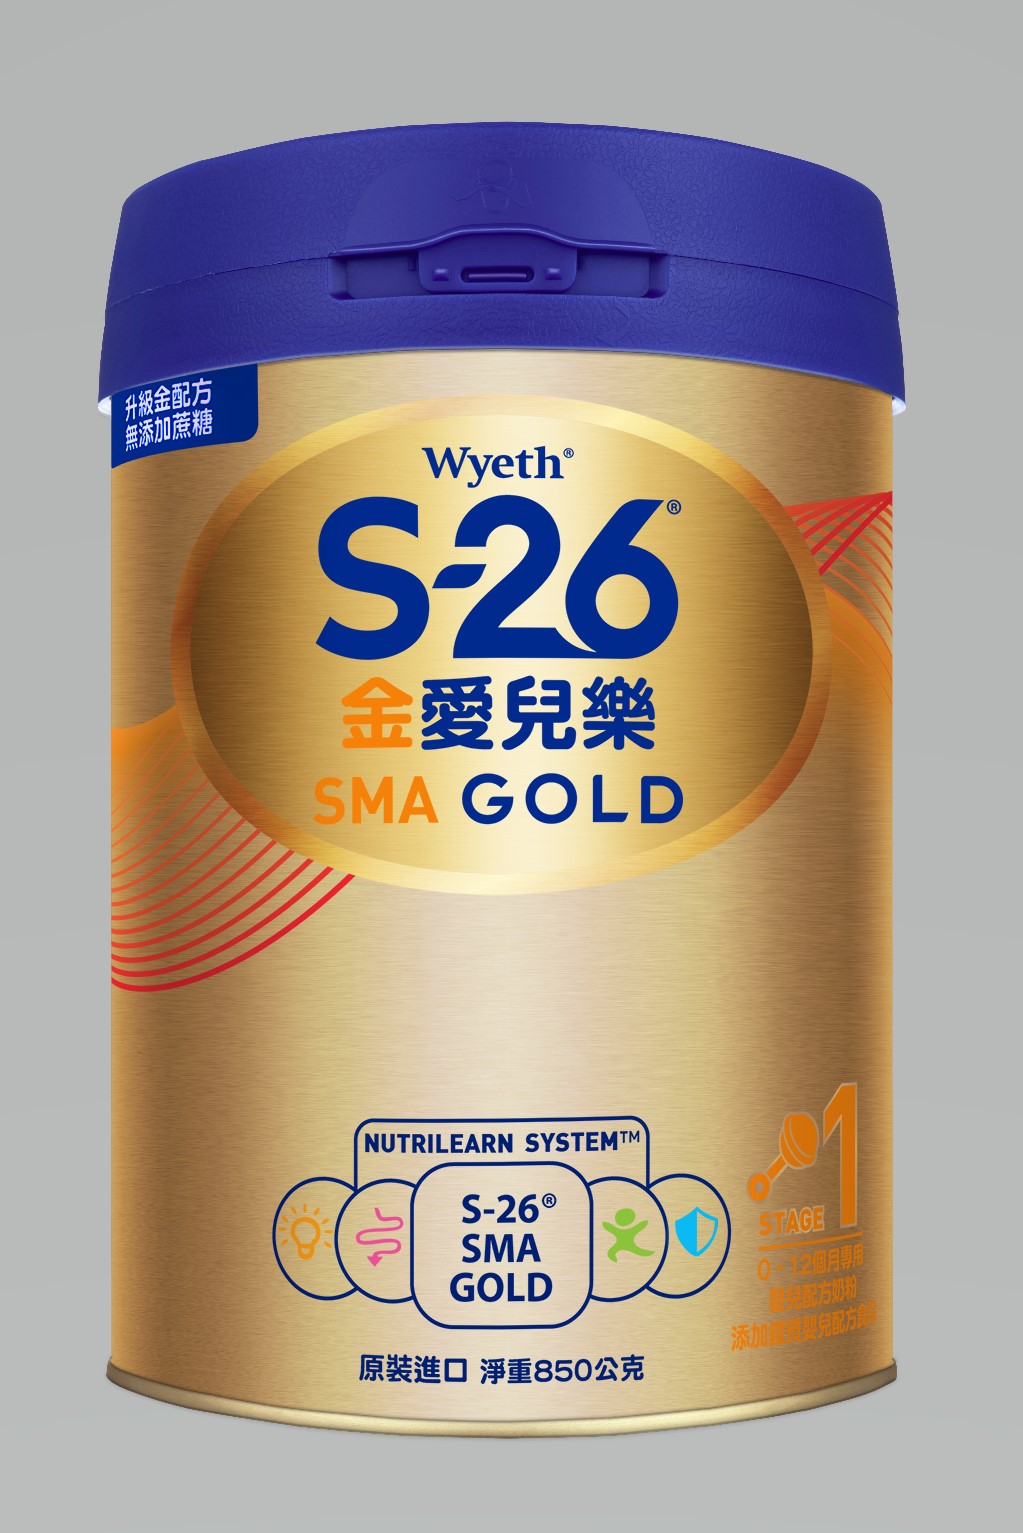 升級金配方
無添加蔗糖
Wyeth®
S-26®
金愛兒樂
SMA GOLD
NUTRILEARN SYSTEM™
S-26®
SMA
GOLD
1
STAGE
0-12個月專用
嬰兒配方奶粉
添加鐵質嬰兒配方食品
原裝進口 淨重850公克